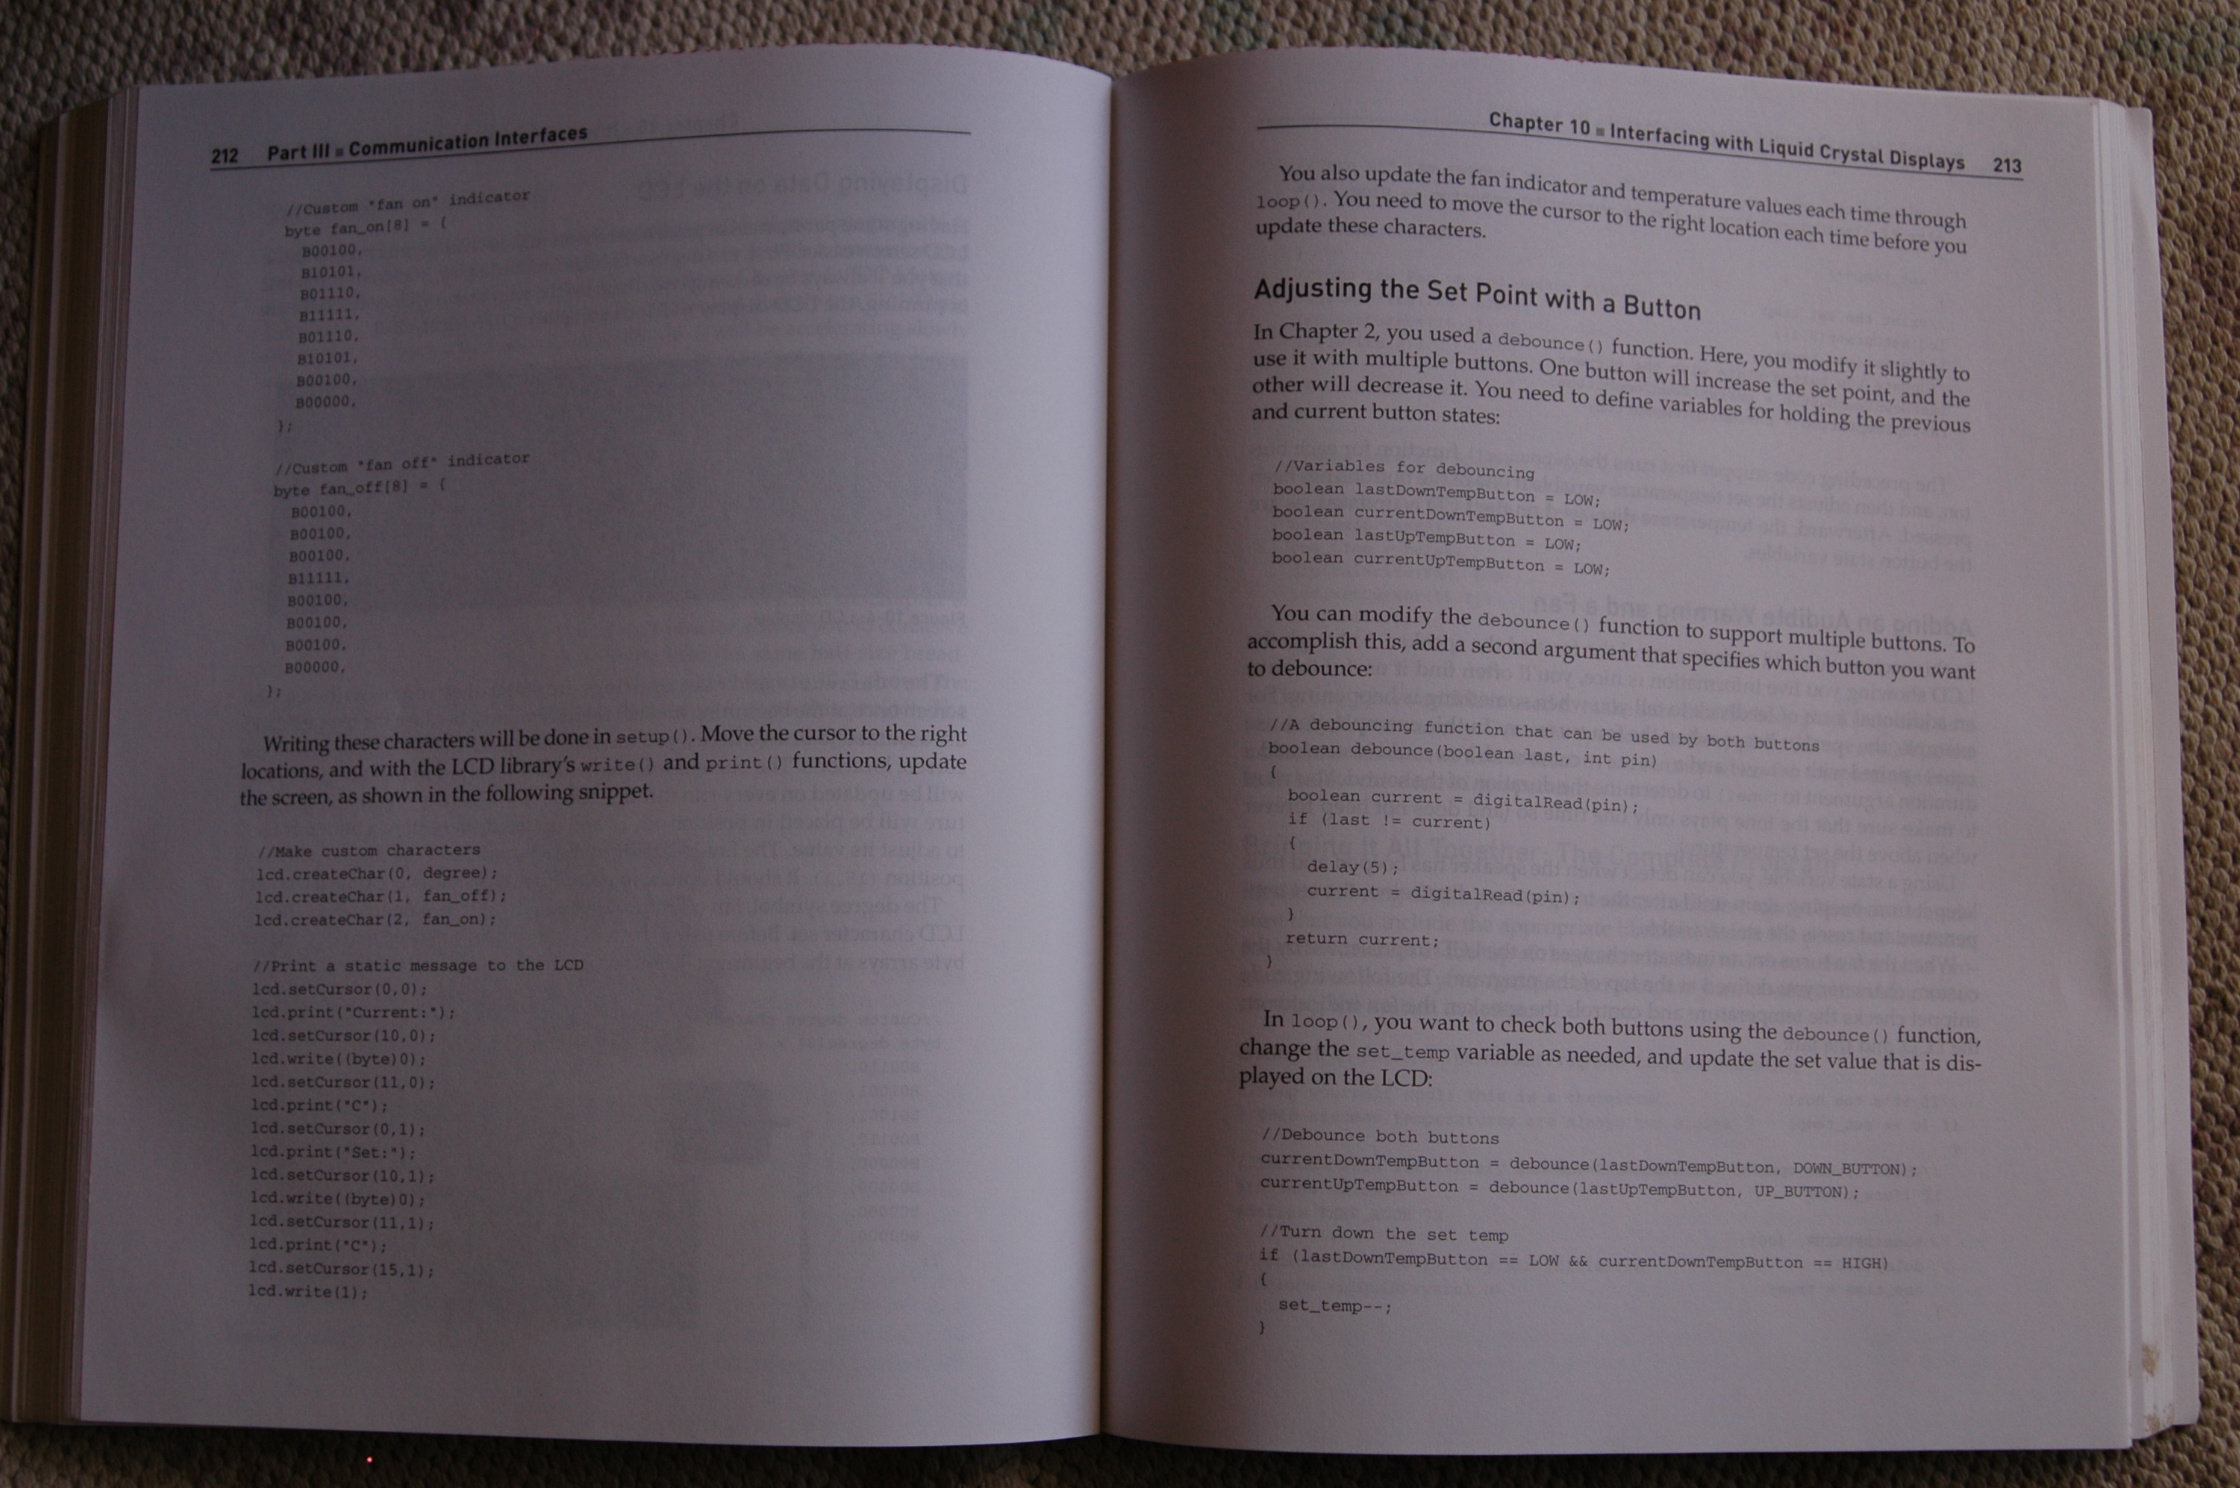 212 Part III ■ Communication Interfaces
//Custom "fan on" indicator
byte fan_on[8] = {
B00100,
B10101,
B01110,
B11111,
B01110,
B10101,
B00100,
B00000,
};
//Custom "fan off" indicator
byte fan_off[8] = {
B00100,
B00100,
B00100,
B11111,
B00100,
B00100,
B00100,
B00000,
};
Writing these characters will be done in setup(). Move the cursor to the right
locations, and with the LCD library's write() and print() functions, update
the screen, as shown in the following snippet.
//Make custom characters
lcd.createChar(0, degree);
lcd.createChar(1, fan_off);
lcd.createChar(2, fan_on);
//Print a static message to the LCD
lcd.setCursor(0,0);
lcd.print("Current:");
lcd.setCursor(10,0);
lcd.write((byte)0);
lcd.setCursor(11,0);
lcd.print("C");
lcd.setCursor(0,1);
lcd.print("Set:");
lcd.setCursor(10,1);
lcd.write((byte)0);
lcd.setCursor(11,1);
lcd.print("C");
lcd.setCursor(15,1);
lcd.write(1);
Chapter 10 ■ Interfacing with Liquid Crystal Displays 213
You also update the fan indicator and temperature values each time through
loop(). You need to move the cursor to the right location each time before you
update these characters.
Adjusting the Set Point with a Button
In Chapter 2, you used a debounce() function. Here, you modify it slightly to
use it with multiple buttons. One button will increase the set point, and the
other will decrease it. You need to define variables for holding the previous
and current button states:
//Variables for debouncing
boolean lastDownTempButton = LOW;
boolean currentDownTempButton = LOW;
boolean lastUpTempButton = LOW;
boolean currentUpTempButton = LOW;
You can modify the debounce() function to support multiple buttons. To
accomplish this, add a second argument that specifies which button you want
to debounce:
//A debouncing function that can be used by both buttons
boolean debounce(boolean last, int pin)
{
boolean current = digitalRead(pin);
if (last != current)
{
delay(5);
current = digitalRead(pin);
}
return current;
}
In loop(), you want to check both buttons using the debounce() function,
change the set_temp variable as needed, and update the set value that is dis-
played on the LCD:
//Debounce both buttons
currentDownTempButton = debounce(lastDownTempButton, DOWN_BUTTON);
currentUpTempButton = debounce(lastUpTempButton, UP_BUTTON);
//Turn down the set temp
if (lastDownTempButton == LOW && currentDownTempButton == HIGH)
{
set_temp--;
}